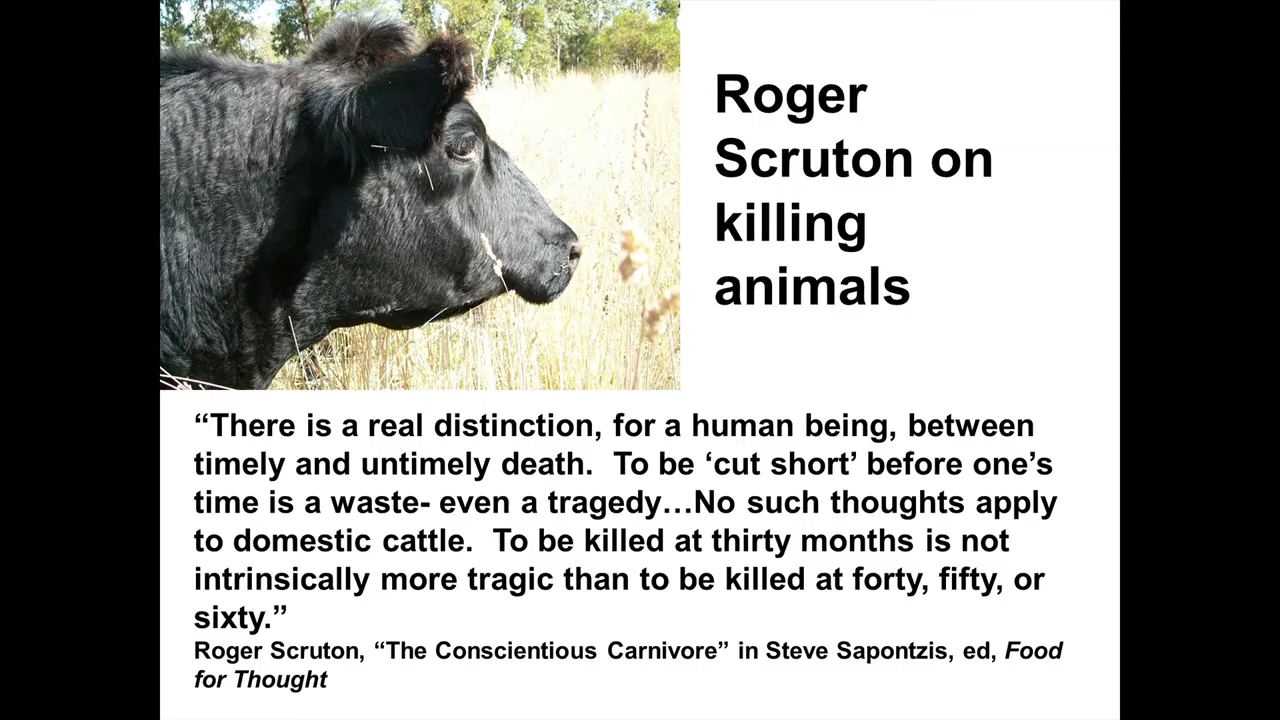 Roger
Scruton on
killing
animals
“There is a real distinction, for a human being, between
timely and untimely death.  To be ‘cut short’ before one’s
time is a waste- even a tragedy…No such thoughts apply
to domestic cattle.  To be killed at thirty months is not
intrinsically more tragic than to be killed at forty, fifty, or
sixty.”
Roger Scruton, “The Conscientious Carnivore” in Steve Sapontzis, ed, Food
for Thought